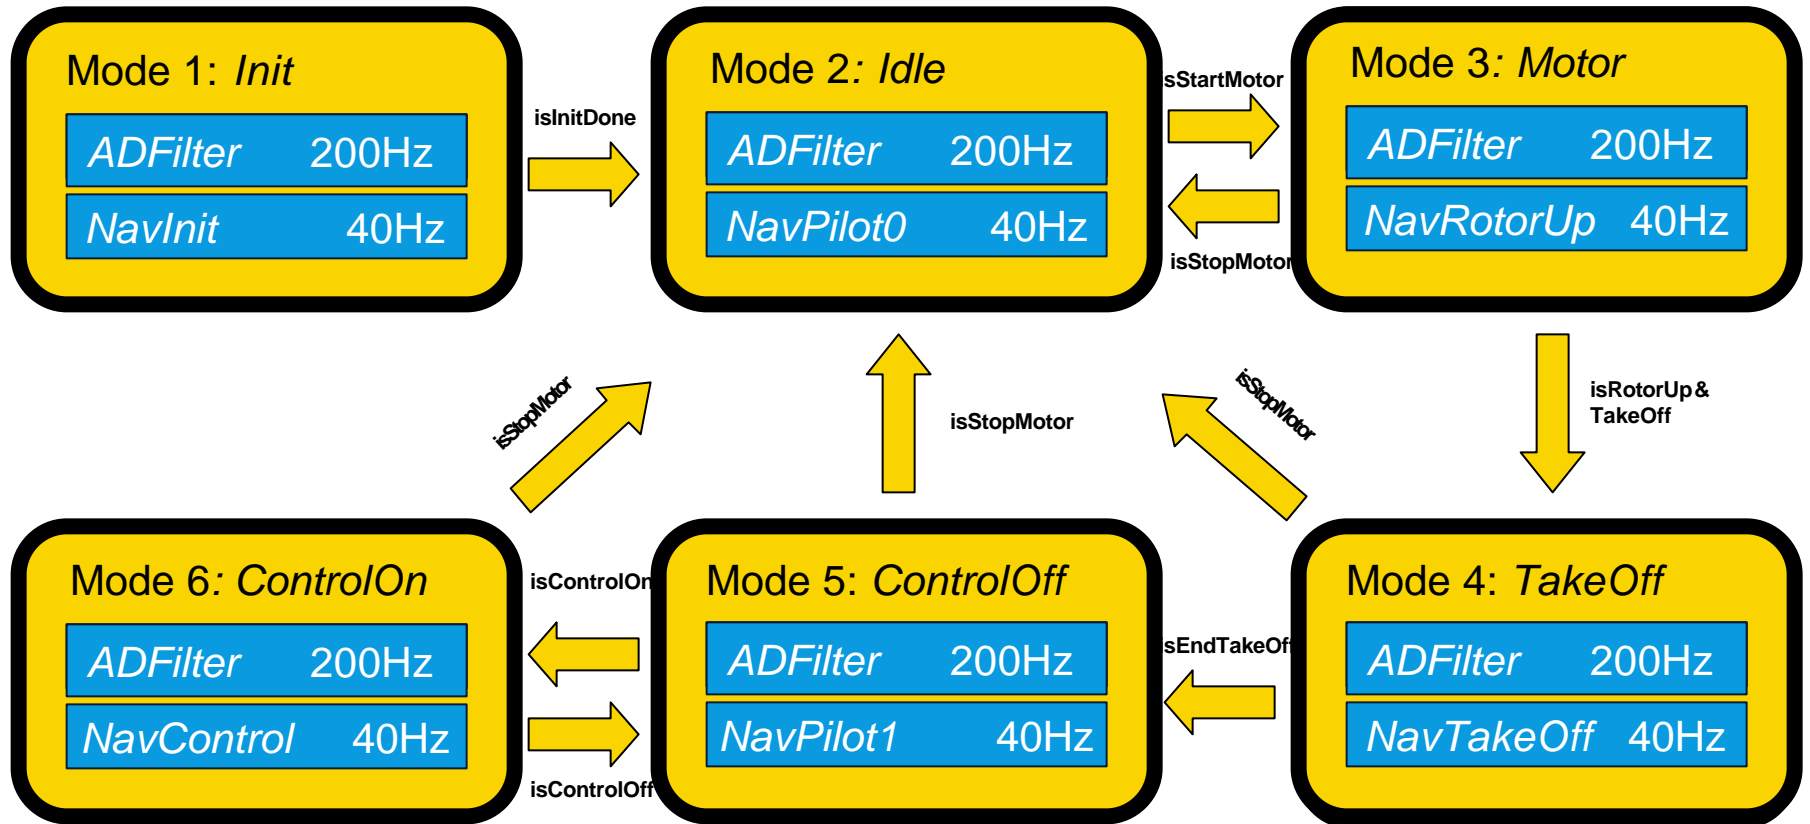 Mode 1: Init
ADFilter 200Hz
NavInit 40Hz
isInitDone
Mode 2: Idle
ADFilter 200Hz
NavPilot0 40Hz
isStartMotor
isStopMotor
Mode 3: Motor
ADFilter 200Hz
NavRotorUp 40Hz
isStopMotor
isStopMotor
isStopMotor
isRotorUp &
TakeOff
Mode 6: ControlOn
ADFilter 200Hz
NavControl 40Hz
isControlOn
isControlOff
Mode 5: ControlOff
ADFilter 200Hz
NavPilot1 40Hz
isEndTakeOff
Mode 4: TakeOff
ADFilter 200Hz
NavTakeOff 40Hz